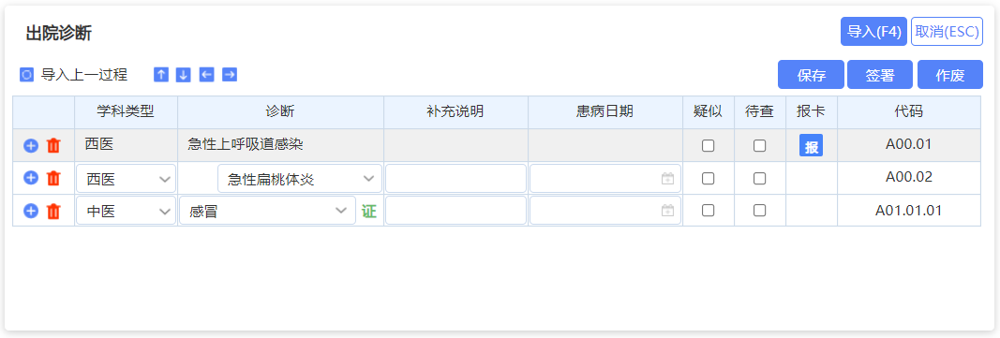 出院诊断 导入(F4) 取消(ESC)
导入上一过程 保存 签署 作废
学科类型 诊断 补充说明 患病日期 疑似 待查 报卡 代码
西医 急性上呼吸道感染 报 A00.01
西医 急性扁桃体炎 A00.02
中医 感冒 证 A01.01.01